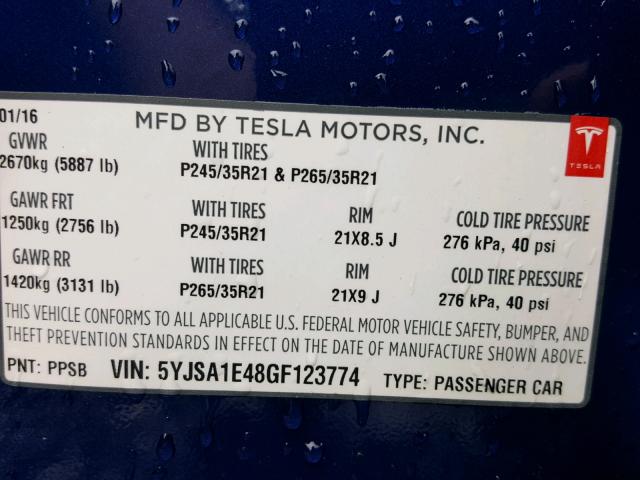 01/16 MFD BY TESLA MOTORS, INC.
TESLA
GVWR WITH TIRES
2670kg (5887 lb) P245/35R21 & P265/35R21
GAWR FRT WITH TIRES RIM COLD TIRE PRESSURE
1250kg (2756 lb) P245/35R21 21X8.5 J 276 kPa, 40 psi
GAWR RR WITH TIRES RIM COLD TIRE PRESSURE
1420kg (3131 lb) P265/35R21 21X9 J 276 kPa, 40 psi
THIS VEHICLE CONFORMS TO ALL APPLICABLE U.S. FEDERAL MOTOR VEHICLE SAFETY, BUMPER, AND
THEFT PREVENTION STANDARDS IN EFFECT ON THE DATE OF MANUFACTURE SHOWN ABOVE.
PNT: PPSB VIN: 5YJSA1E48GF123774 TYPE: PASSENGER CAR